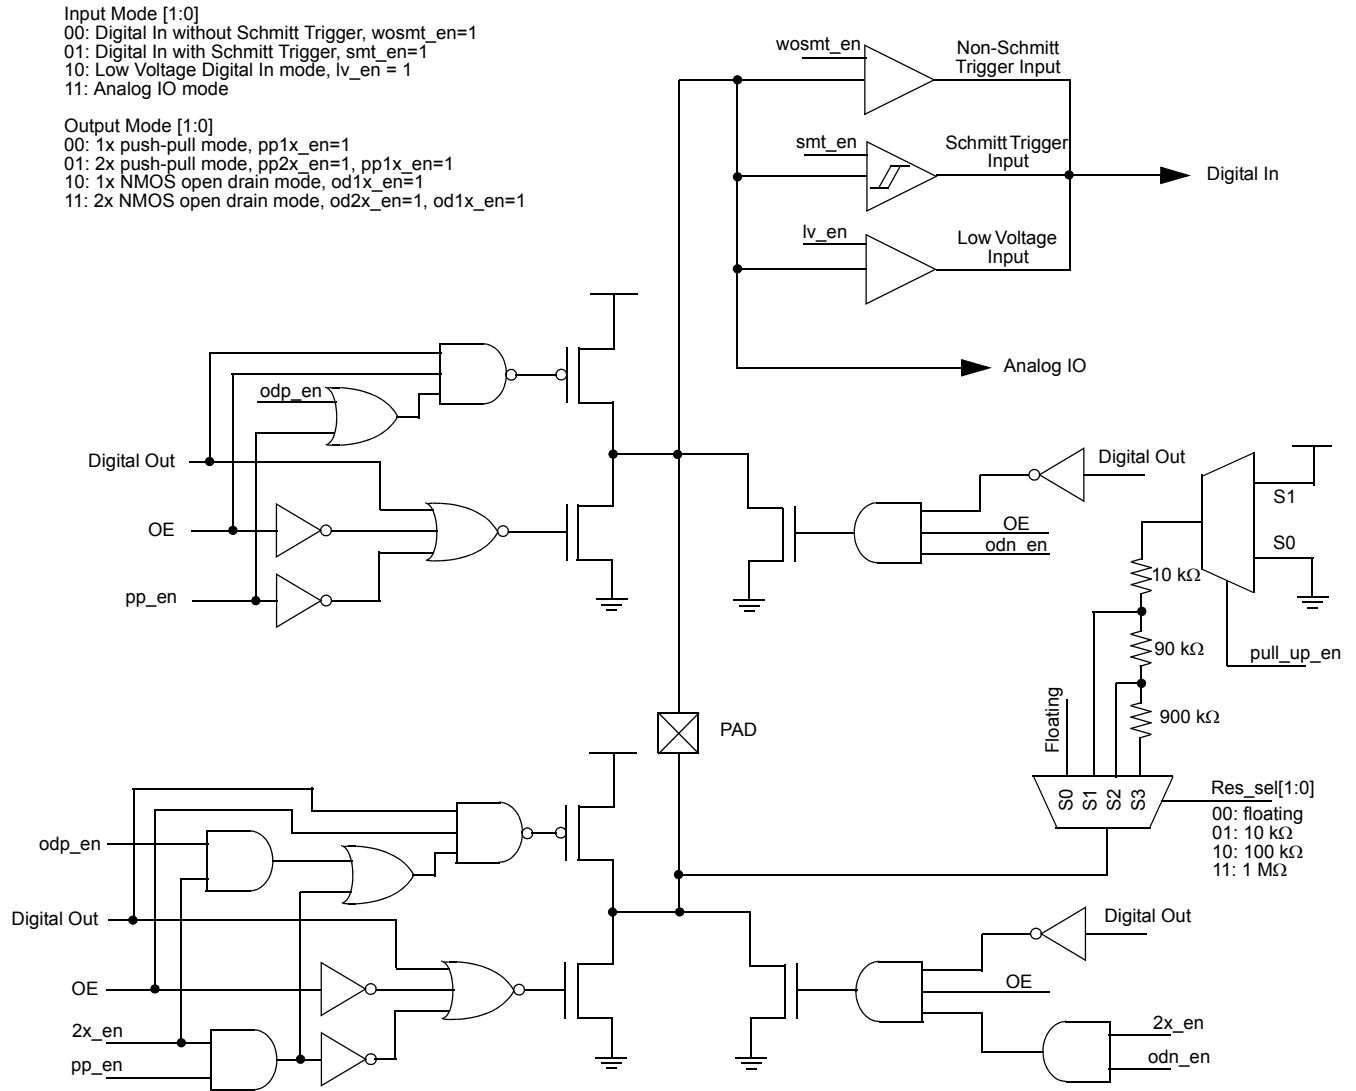 Input Mode [1:0]
00: Digital In without Schmitt Trigger, wosmt_en=1
01: Digital In with Schmitt Trigger, smt_en=1
10: Low Voltage Digital In mode, lv_en = 1
11: Analog IO mode
Output Mode [1:0]
00: 1x push-pull mode, pp1x_en=1
01: 2x push-pull mode, pp2x_en=1, pp1x_en=1
10: 1x NMOS open drain mode, od1x_en=1
11: 2x NMOS open drain mode, od2x_en=1, od1x_en=1
wosmt_en
Non-Schmitt
Trigger Input
smt_en
Schmitt Trigger
Input
Digital In
lv_en
Low Voltage
Input
Analog IO
odp_en
Digital Out
OE
pp_en
Digital Out
OE
odn_en
S1
S0
10 kΩ
90 kΩ
pull_up_en
900 kΩ
Floating
PAD
S0
S1
S2
S3
Res_sel[1:0]
00: floating
01: 10 kΩ
10: 100 kΩ
11: 1 MΩ
odp_en
Digital Out
OE
2x_en
pp_en
Digital Out
OE
2x_en
odn_en